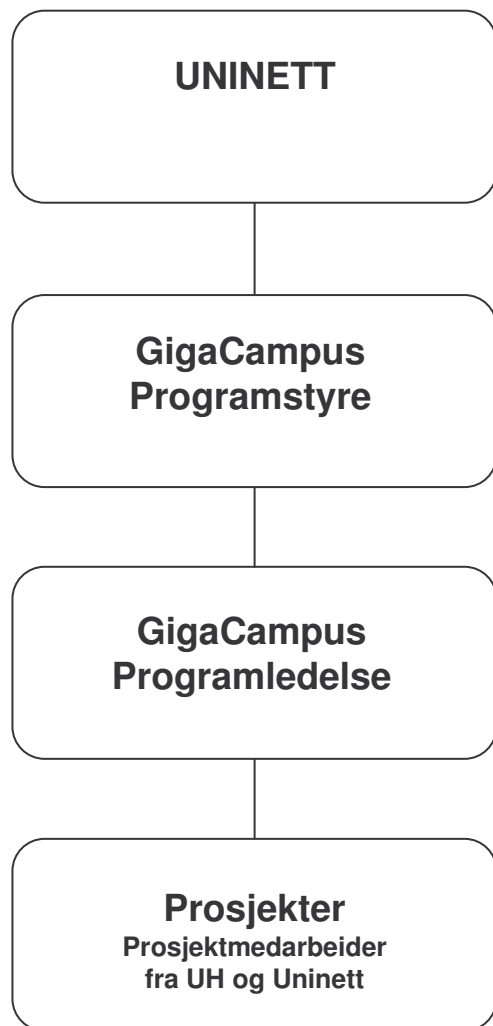 UNINETT
GigaCampus
Programstyre
GigaCampus
Programledelse
Prosjekter
Prosjektmedarbeider
fra UH og Uninett